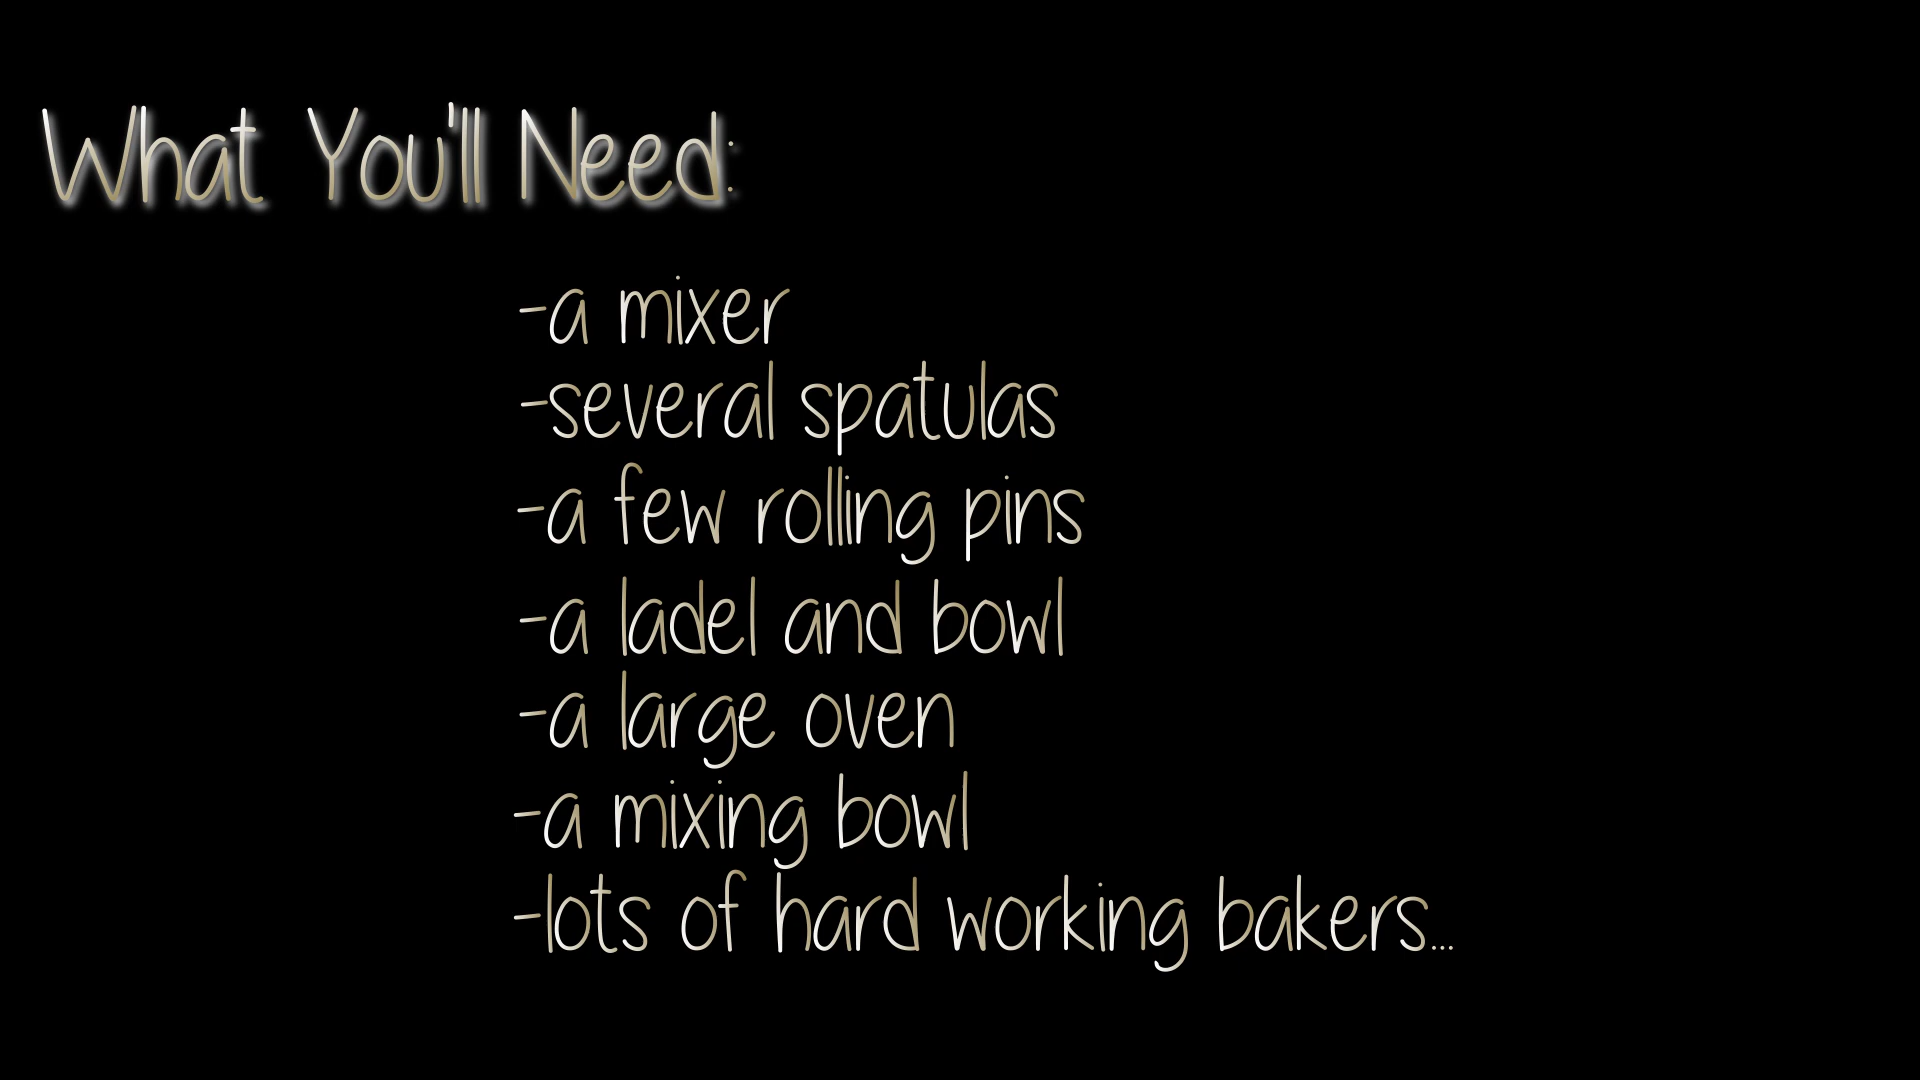 What You'll Need:
-a mixer
-several spatulas
-a few rolling pins
-a ladel and bowl
-a large oven
-a mixing bowl
-lots of hard working bakers...